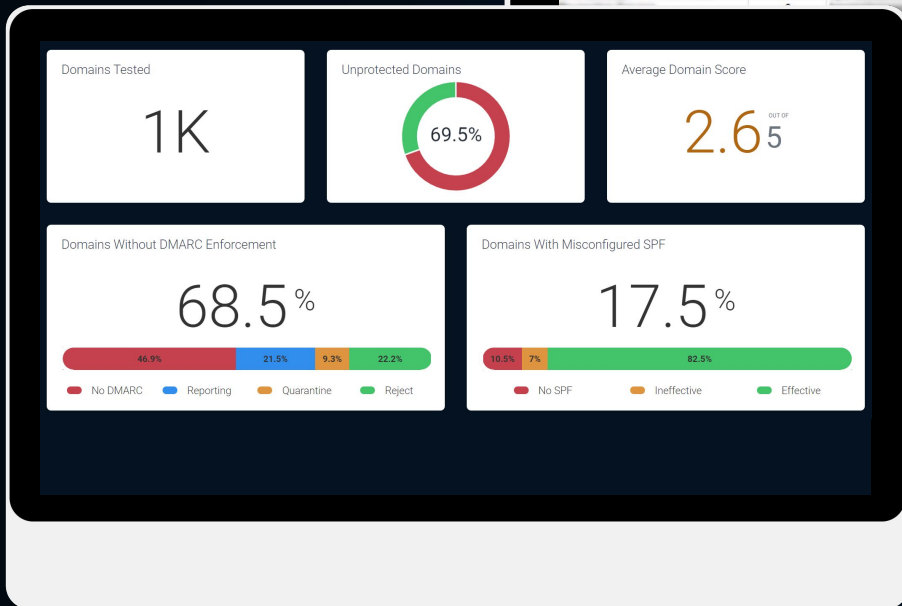 Domains Tested
1K
Unprotected Domains
69.5%
Average Domain Score
2.6
OUT OF
5
Domains Without DMARC Enforcement
68.5 %
46.9% 21.5% 9.3% 22.2%
No DMARC Reporting Quarantine Reject
Domains With Misconfigured SPF
17.5 %
10.5% 7% 82.5%
No SPF Ineffective Effective